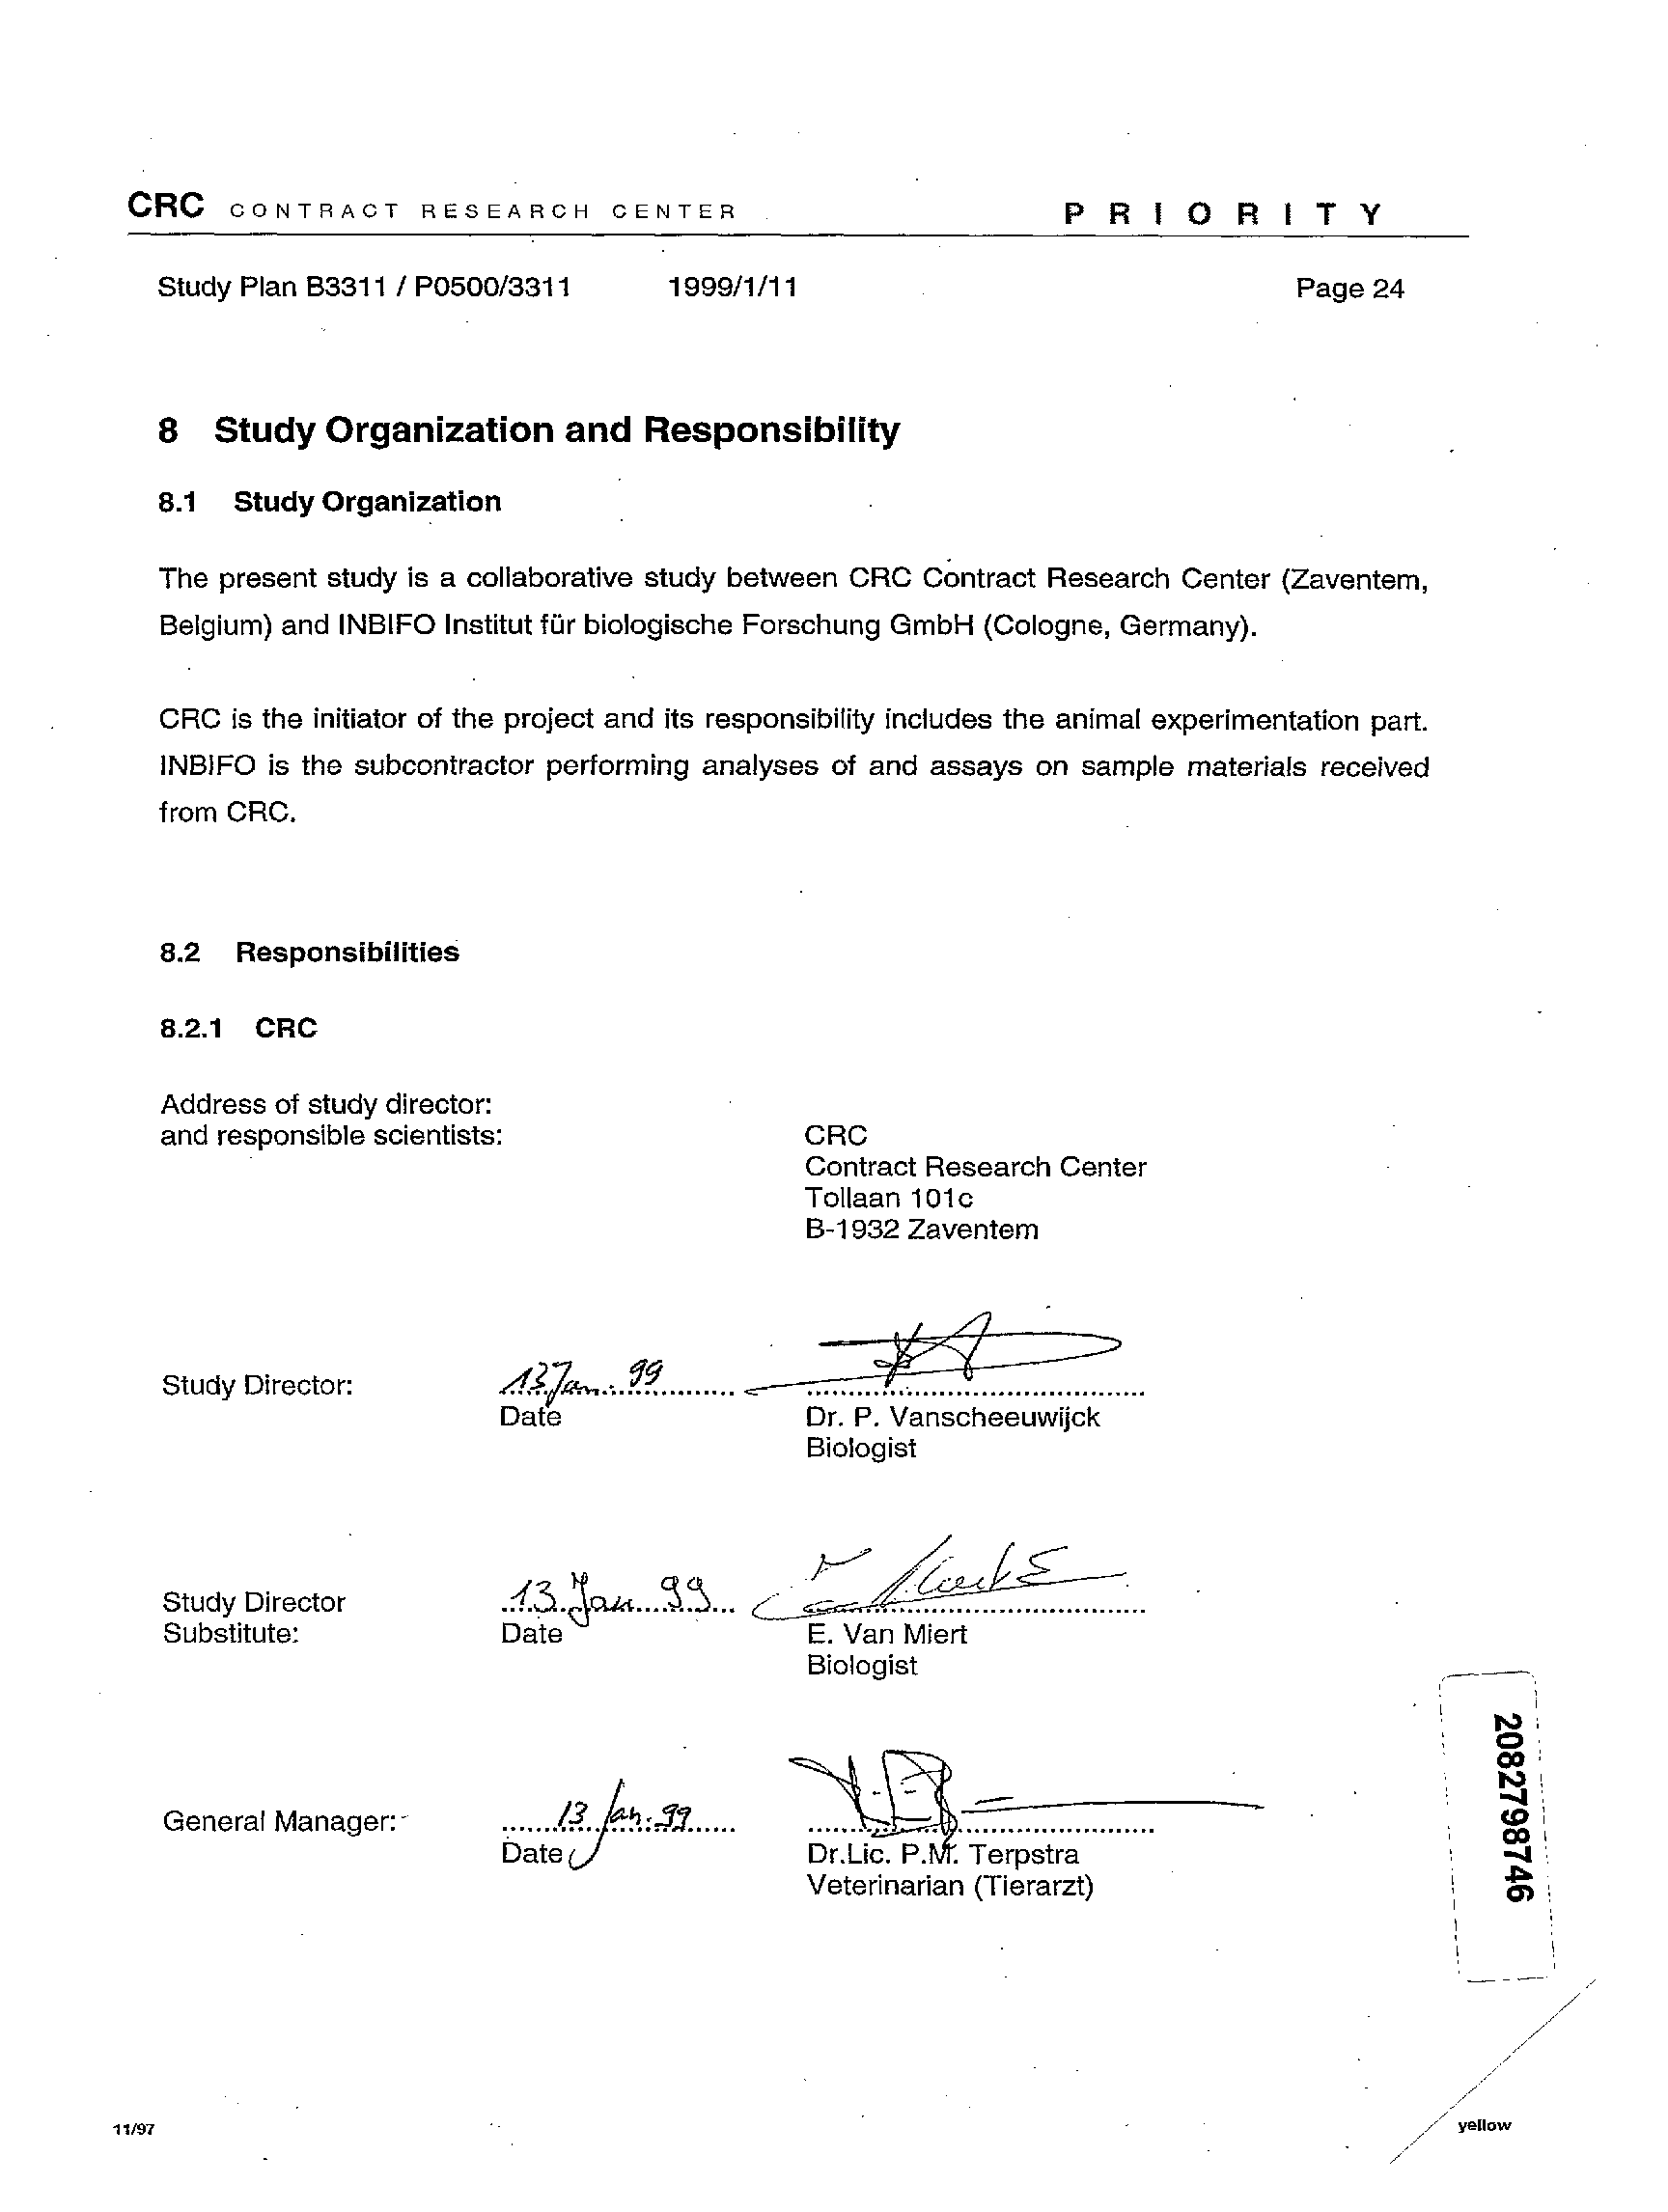 CRC CONTRACT RESEARCH CENTER PRIORITY
Study Plan B3311 / P0500/3311 1999/1/11 Page 24
8 Study Organization and Responsibility
8.1 Study Organization
The present study is a collaborative study between CRC Contract Research Center (Zaventem,
Belgium) and INBIFO Institut für biologische Forschung GmbH (Cologne, Germany).
CRC is the initiator of the project and its responsibility includes the animal experimentation part.
INBIFO is the subcontractor performing analyses of and assays on sample materials received
from CRC.
8.2 Responsibilities
8.2.1 CRC
Address of study director:
and responsible scientists:
CRC
Contract Research Center
Tollaan 101c
B-1932 Zaventem
Study Director: 13 Jan. 99
Date Dr. P. Vanscheeuwijck
Biologist
Study Director 13 Jan 99
Substitute: Date E. Van Miert
Biologist
General Manager: 13 Jan. 99
Date Dr.Lic. P.M. Terpstra
Veterinarian (Tierarzt)
2082798746
11/97 yellow